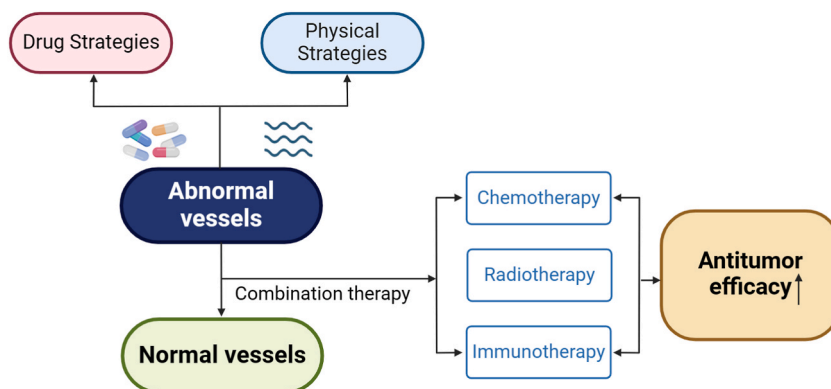 Drug Strategies
Physical
Strategies
Abnormal
vessels
Combination therapy
Normal vessels
Chemotherapy
Radiotherapy
Immunotherapy
Antitumor
efficacy↑